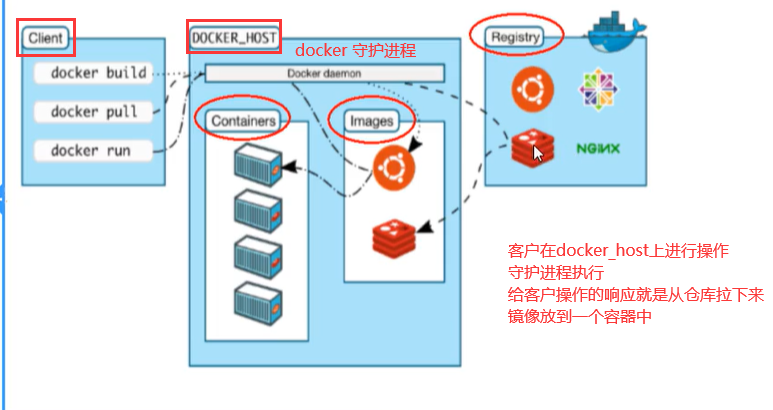 Client
docker build
docker pull
docker run
DOCKER_HOST
docker 守护进程
Docker daemon
Containers
Images
Registry
NGINX
客户在docker_host上进行操作
守护进程执行
给客户操作的响应就是从仓库拉下来
镜像放到一个容器中